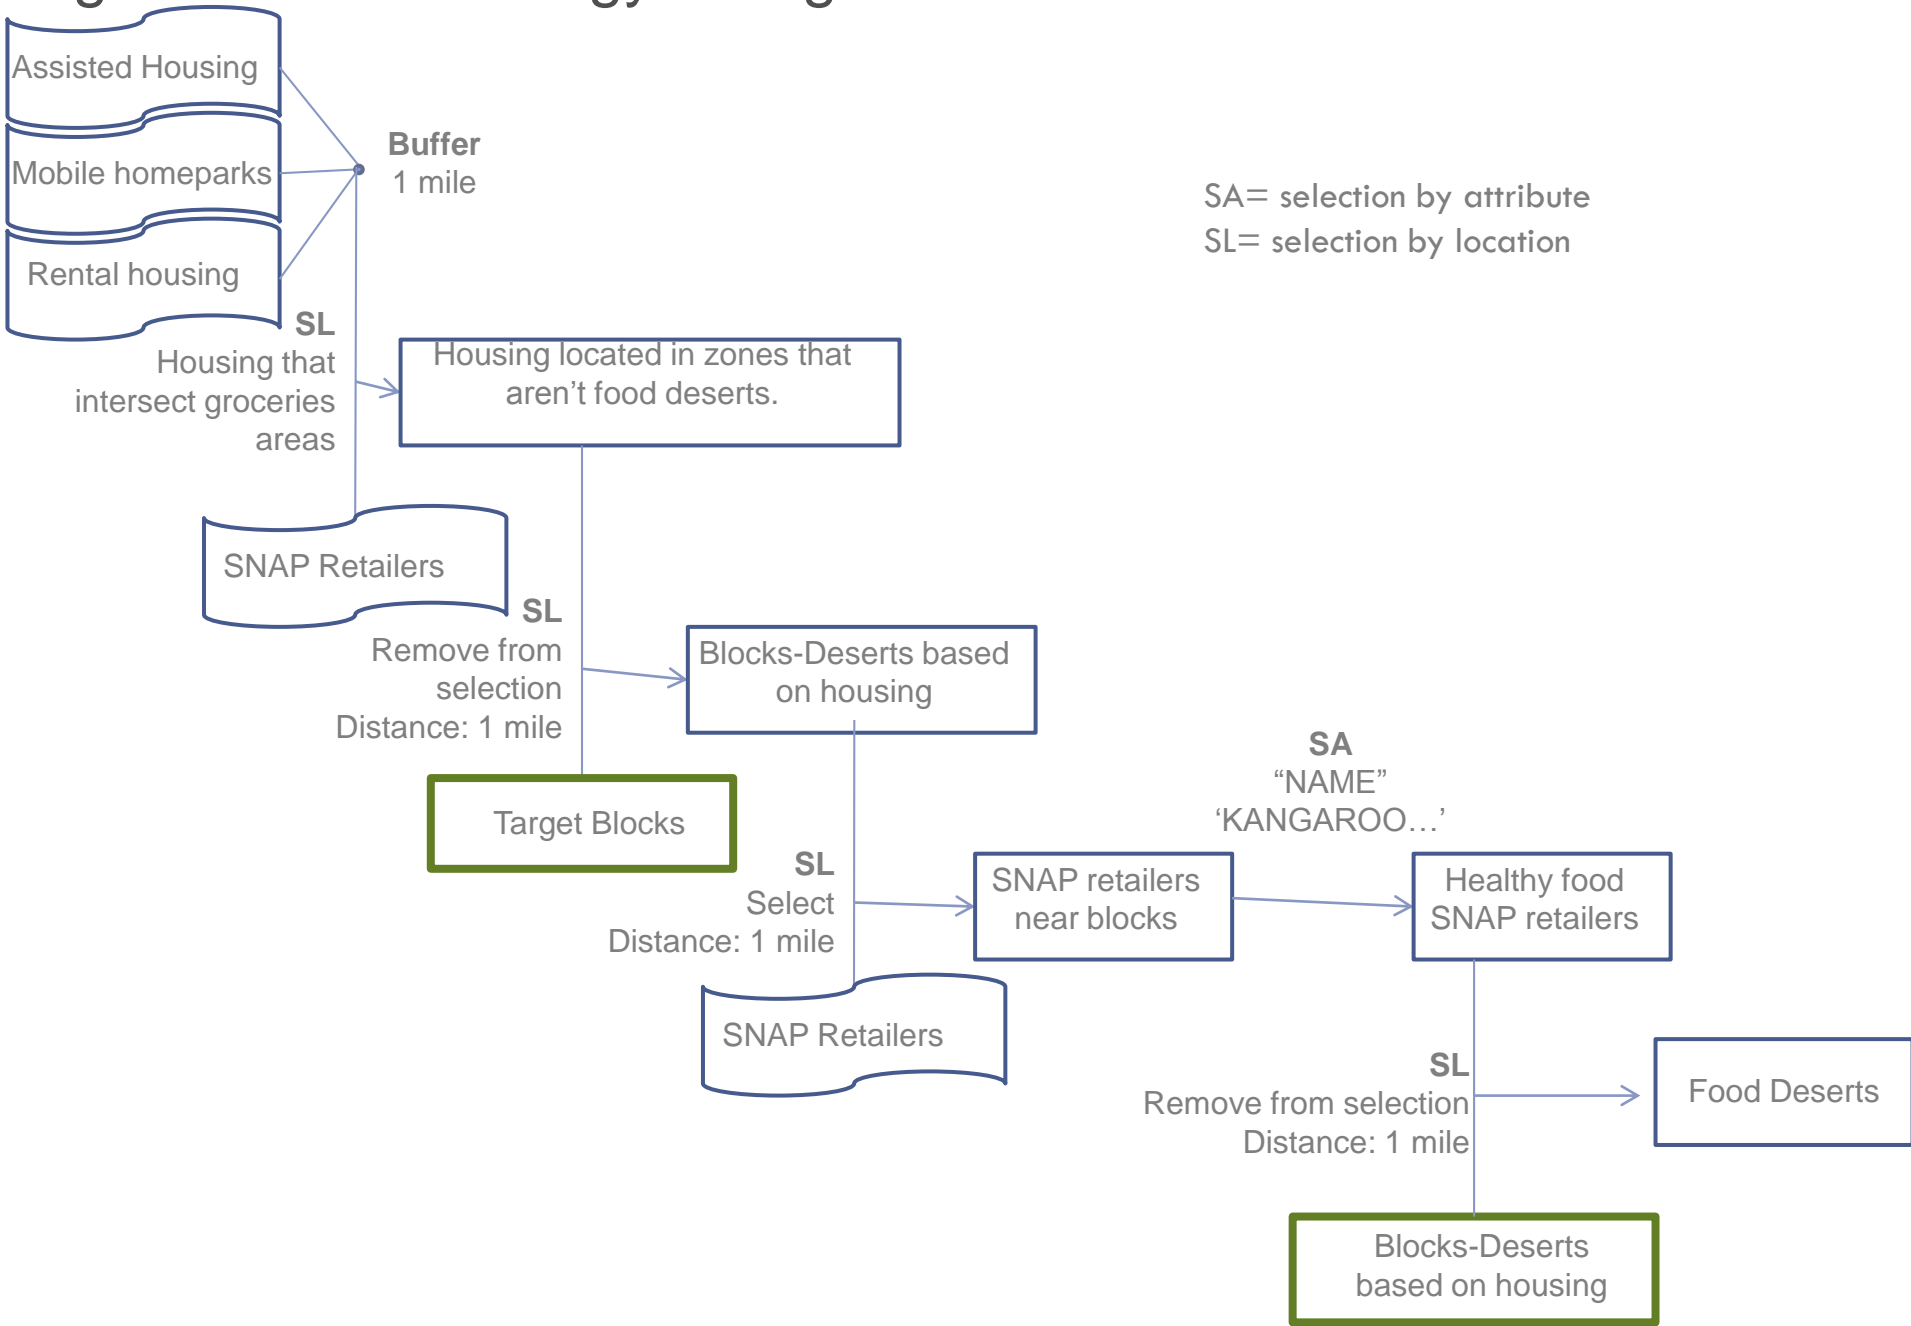 Assisted Housing
Buffer
1 mile
Mobile homeparks
SA= selection by attribute
SL= selection by location
Rental housing
SL
Housing that
intersect groceries
areas
Housing located in zones that
aren’t food deserts.
SNAP Retailers
SL
Remove from
selection
Distance: 1 mile
Blocks-Deserts based
on housing
Target Blocks
SA
“NAME”
‘KANGAROO…’
SL
Select
Distance: 1 mile
SNAP retailers
near blocks
Healthy food
SNAP retailers
SNAP Retailers
SL
Remove from selection
Distance: 1 mile
Food Deserts
Blocks-Deserts
based on housing